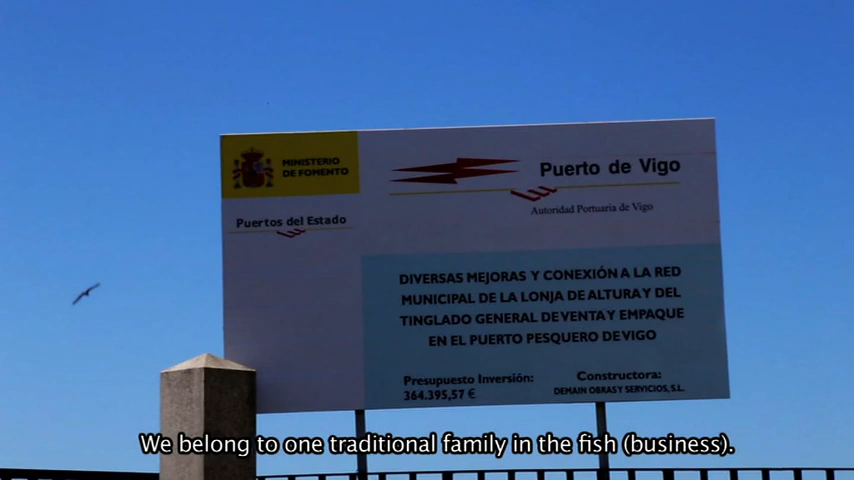 MINISTERIO
DE FOMENTO
Puertos del Estado
Puerto de Vigo
Autoridad Portuaria de Vigo
DIVERSAS MEJORAS Y CONEXIÓN A LA RED
MUNICIPAL DE LA LONJA DE ALTURA Y DEL
TINGLADO GENERAL DE VENTA Y EMPAQUE
EN EL PUERTO PESQUERO DE VIGO
Presupuesto Inversión:
364.395,57 €
Constructora:
DEMAIN OBRAS Y SERVICIOS, S.L.
We belong to one traditional family in the fish (business).